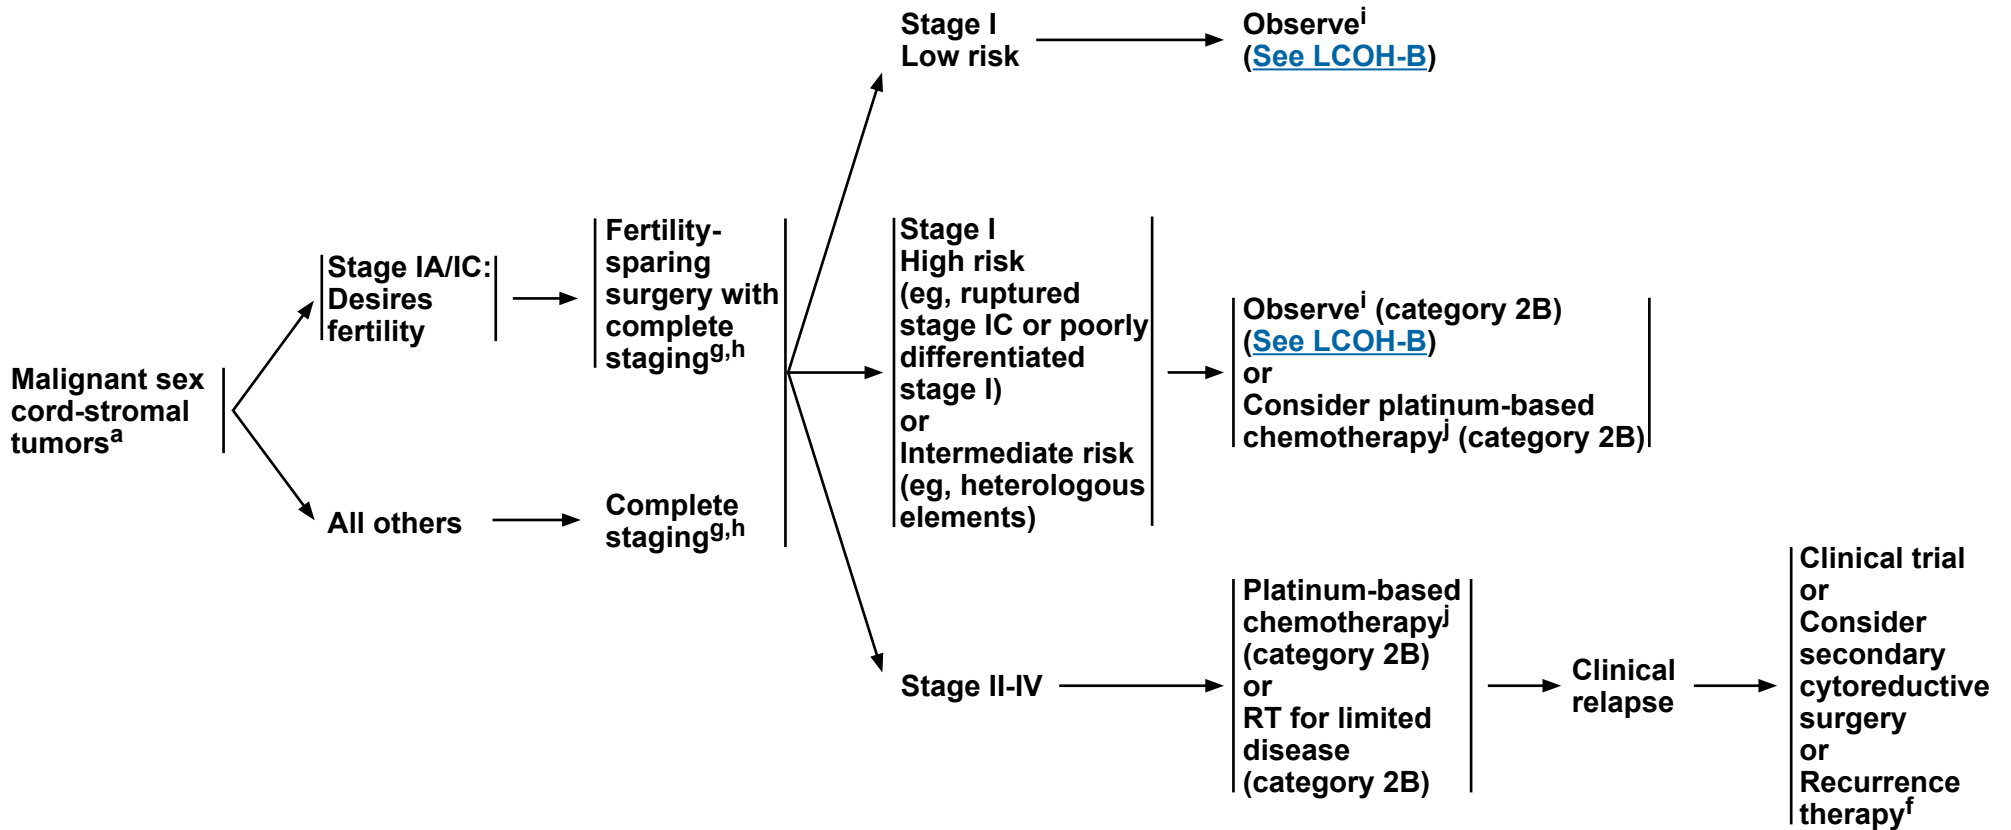 Malignant sex
cord-stromal
tumorsᵃ
Stage IA/IC:
Desires
fertility
All others
Fertility-
sparing
surgery with
complete
stagingᵍ,ʰ
Complete
stagingᵍ,ʰ
Stage I
Low risk
Observeⁱ
(See LCOH-B)
Stage I
High risk
(eg, ruptured
stage IC or poorly
differentiated
stage I)
or
Intermediate risk
(eg, heterologous
elements)
Observeⁱ (category 2B)
(See LCOH-B)
or
Consider platinum-based
chemotherapyʲ (category 2B)
Stage II-IV
Platinum-based
chemotherapyʲ
(category 2B)
or
RT for limited
disease
(category 2B)
Clinical
relapse
Clinical trial
or
Consider
secondary
cytoreductive
surgery
or
Recurrence
therapyᶠ